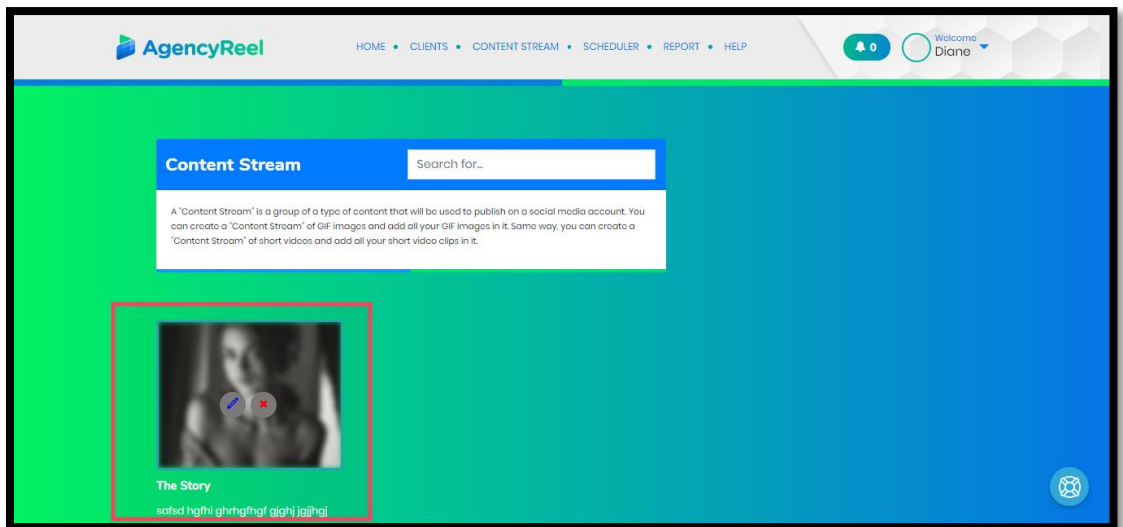 AgencyReel
HOME • CLIENTS • CONTENT STREAM • SCHEDULER • REPORT • HELP
0
Welcome
Diane
Content Stream
Search for...
A "Content Stream" is a group of a type of content that will be used to publish on a social media account. You
can create a "Content Stream" of GIF images and add all your GIF images in it. Same way, you can create a
"Content Stream" of short videos and add all your short video clips in it.
The Story
safsd hgfhi ghrhgfhgf gjghj jgjjhgj